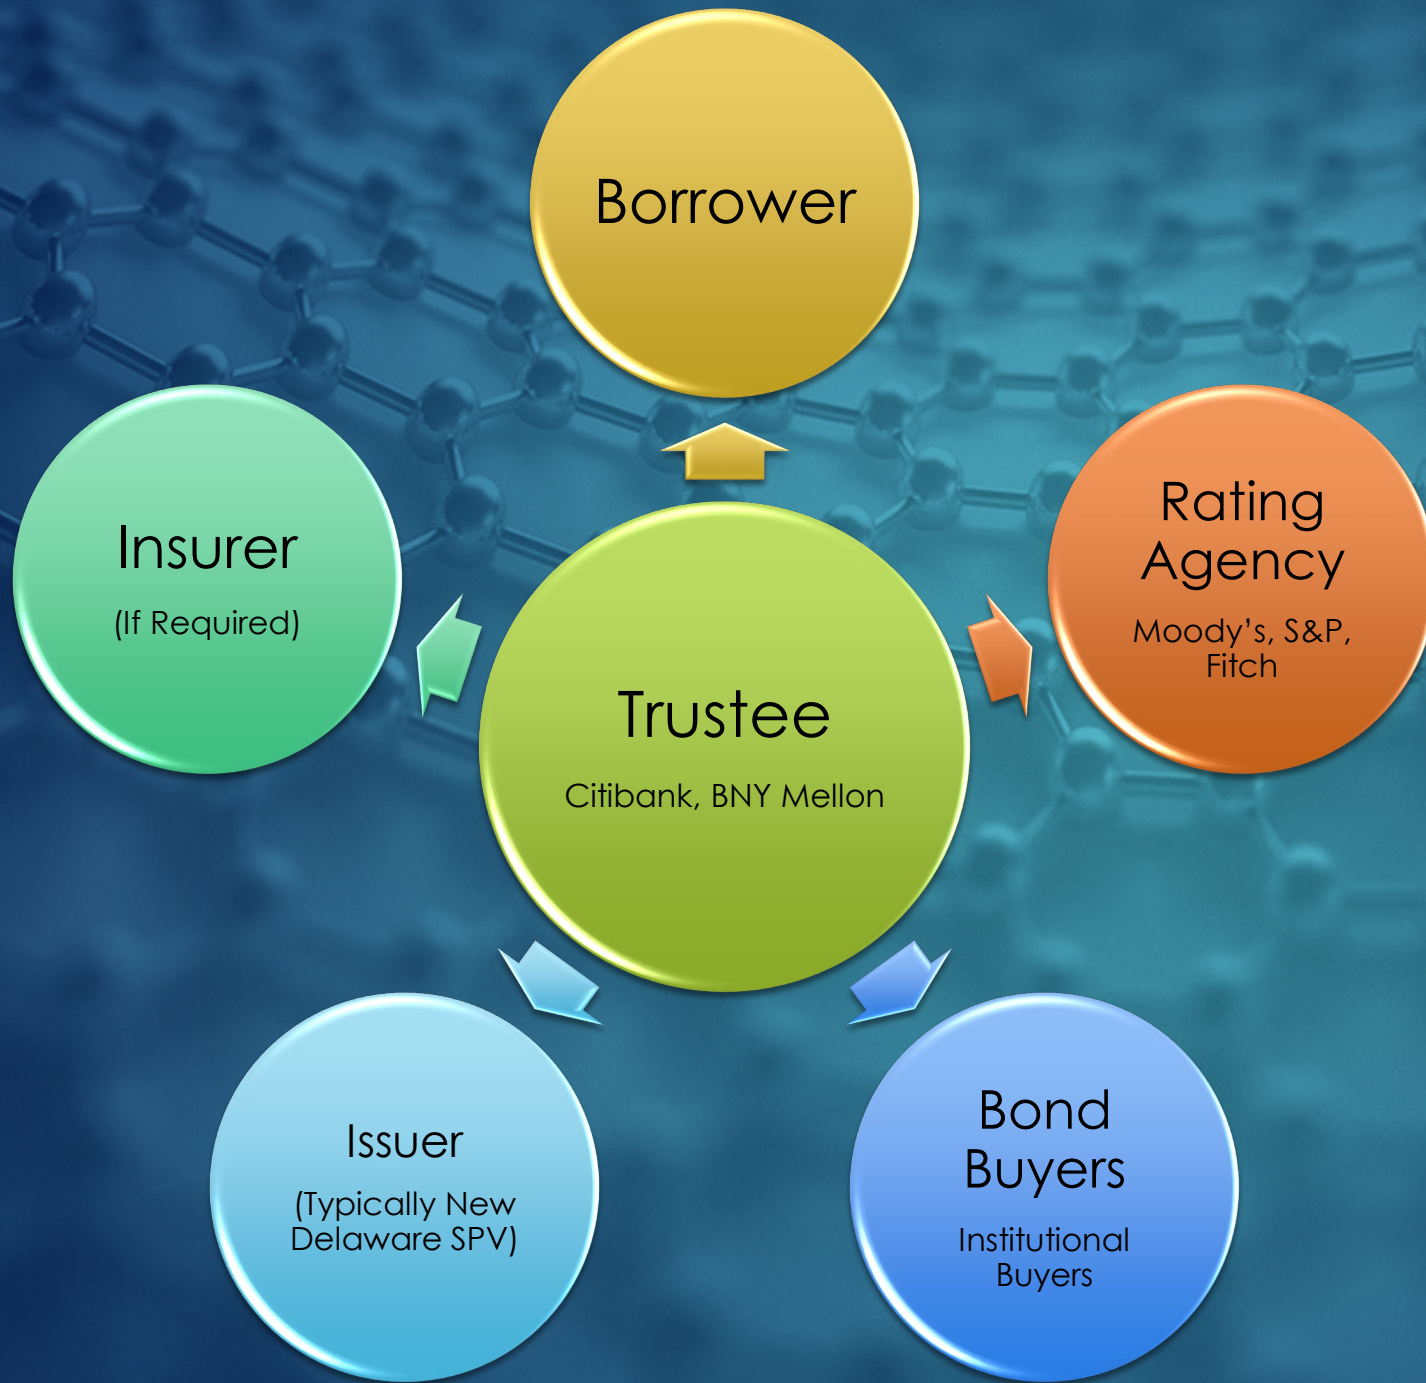 Borrower
Rating
Agency
Moody’s, S&P,
Fitch
Bond
Buyers
Institutional
Buyers
Issuer
(Typically New
Delaware SPV)
Insurer
(If Required)
Trustee
Citibank, BNY Mellon